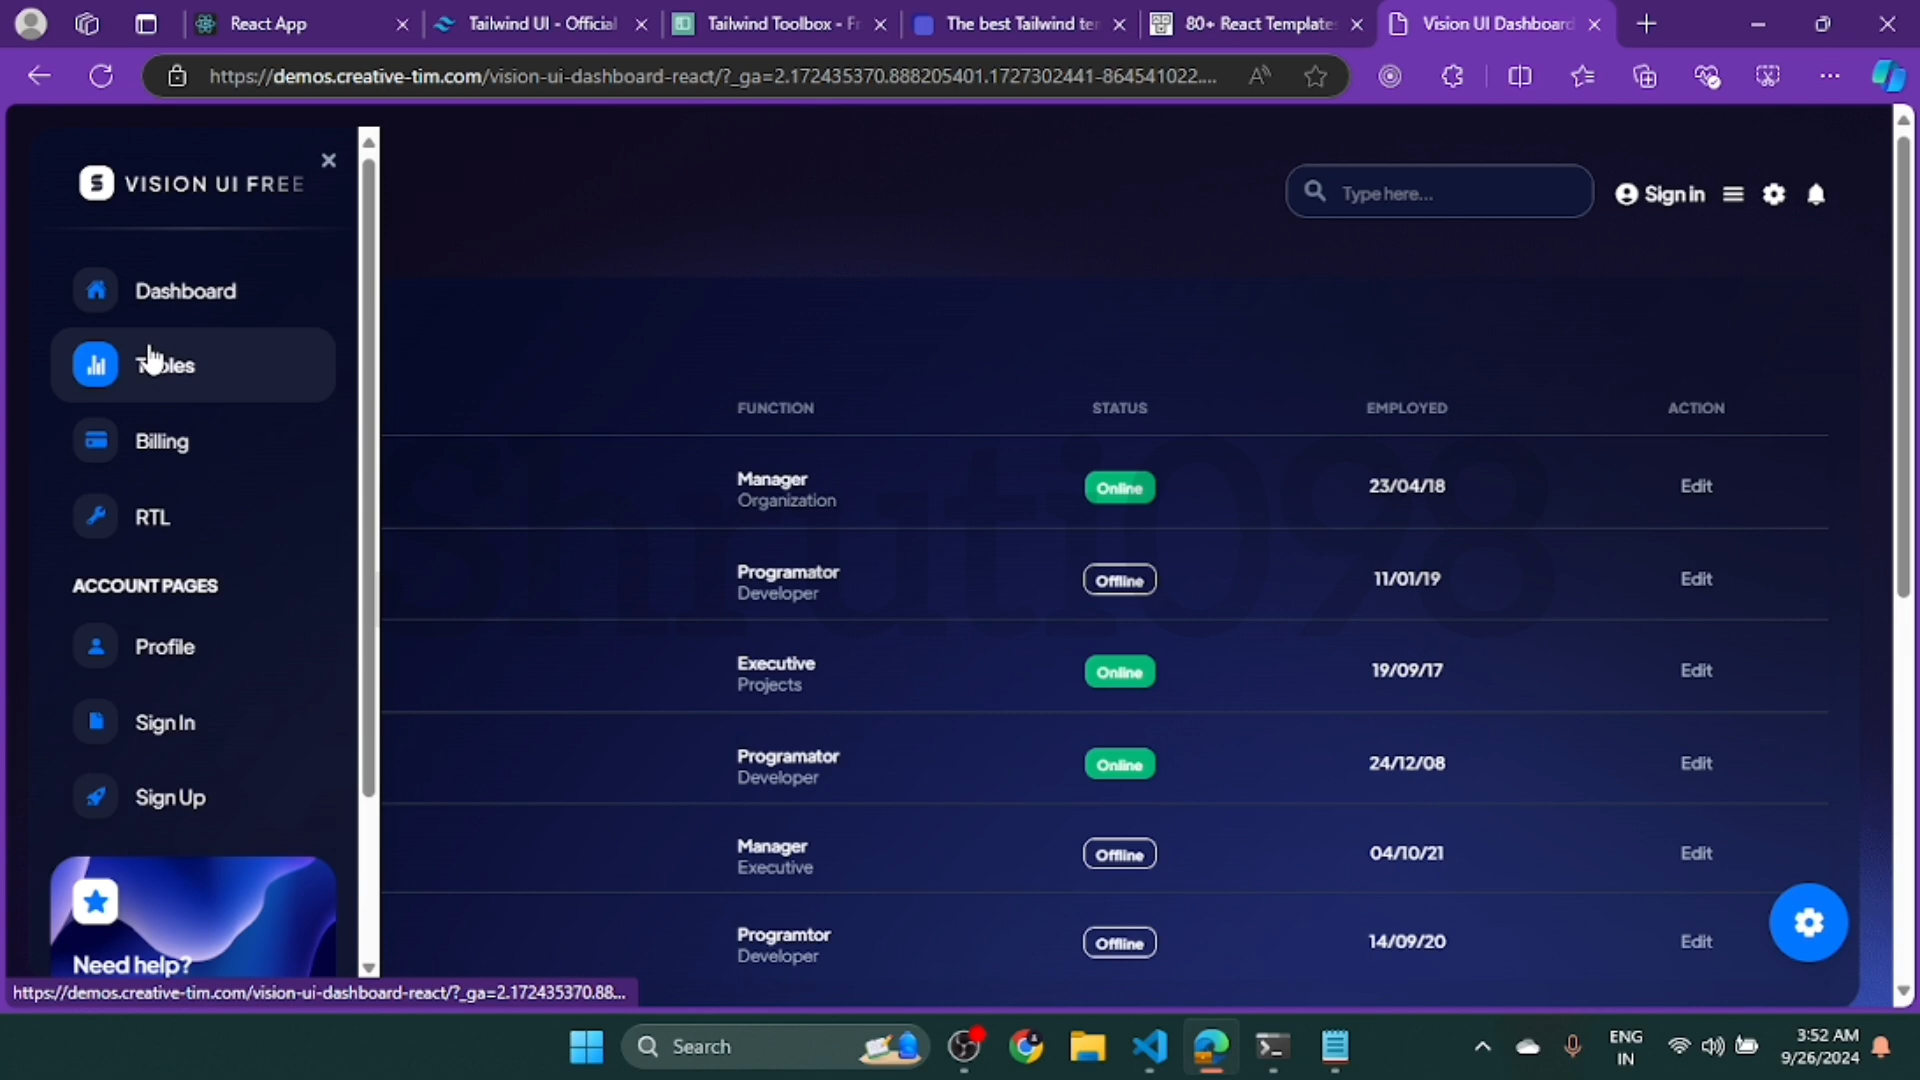 React App
Tailwind UI - Official
Tailwind Toolbox - Fr
The best Tailwind ter
80+ React Templates
Vision UI Dashboard
https://demos.creative-tim.com/vision-ui-dashboard-react/?_ga=2.172435370.888205401.1727302441-864541022....
VISION UI FREE
Type here...
Sign in
Dashboard
Tables
Billing
RTL
ACCOUNT PAGES
Profile
Sign In
Sign Up
Need help?
FUNCTION STATUS EMPLOYED ACTION
Manager
Organization
Online
23/04/18
Edit
Programator
Developer
Offline
11/01/19
Edit
Executive
Projects
Online
19/09/17
Edit
Programator
Developer
Online
24/12/08
Edit
Manager
Executive
Offline
04/10/21
Edit
Programtor
Developer
Offline
14/09/20
Edit
Shruti098
https://demos.creative-tim.com/vision-ui-dashboard-react/?_ga=2.172435370.88...
Search
ENG
IN
3:52 AM
9/26/2024